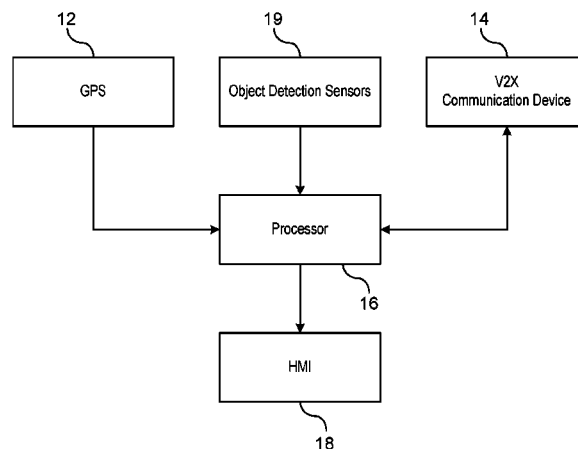 12
19
14
GPS
Object Detection Sensors
V2X
Communication Device
Processor
16
HMI
18